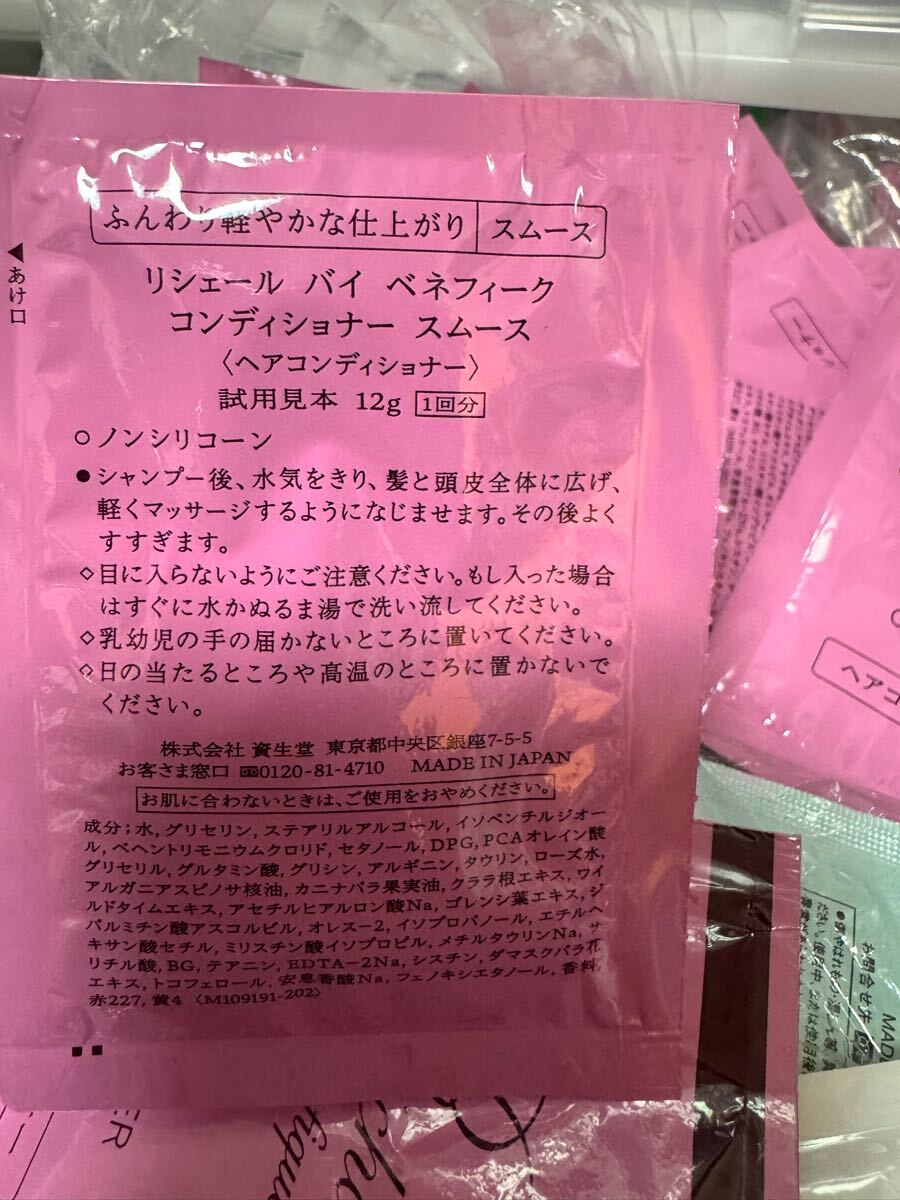 ふんわり軽やかな仕上がり スムース
あけ口
リシェール バイ ベネフィーク
コンディショナー スムース
〈ヘアコンディショナー〉
試用見本 12g 1回分
○ノンシリコーン
●シャンプー後、水気をきり、髪と頭皮全体に広げ、
軽くマッサージするようになじませます。その後よく
すすぎます。
◇目に入らないようにご注意ください。もし入った場合
はすぐに水かぬるま湯で洗い流してください。
◇乳幼児の手の届かないところに置いてください。
◇日の当たるところや高温のところに置かないで
ください。
株式会社 資生堂 東京都中央区銀座7-5-5
お客さま窓口 0120-81-4710 MADE IN JAPAN
お肌に合わないときは、ご使用をおやめください。
成分；水, グリセリン, ステアリルアルコール, イソペンチルジオー
ル, ベヘントリモニウムクロリド, セタノール, DPG, PCAオレイン酸
グリセリル, グルタミン酸, グリシン, アルギニン, タウリン, ローズ水,
アルガニアスピノサ核油, カニナバラ果実油, クララ根エキス, ワイ
ルドタイムエキス, アセチルヒアルロン酸Na, ゴレンシ葉エキス, ジ
パルミチン酸アスコルビル, オレス-2, イソプロパノール, エチルヘ
キサン酸セチル, ミリスチン酸イソプロピル, メチルタウリンNa, サ
リチル酸, BG, テアニン, EDTA-2Na, シスチン, ダマスクバラ花
エキス, トコフェロール, 安息香酸Na, フェノキシエタノール, 香料,
赤227, 黄4 〈M109191-202〉
ヘアコ
お問合せ先
MAD
ER